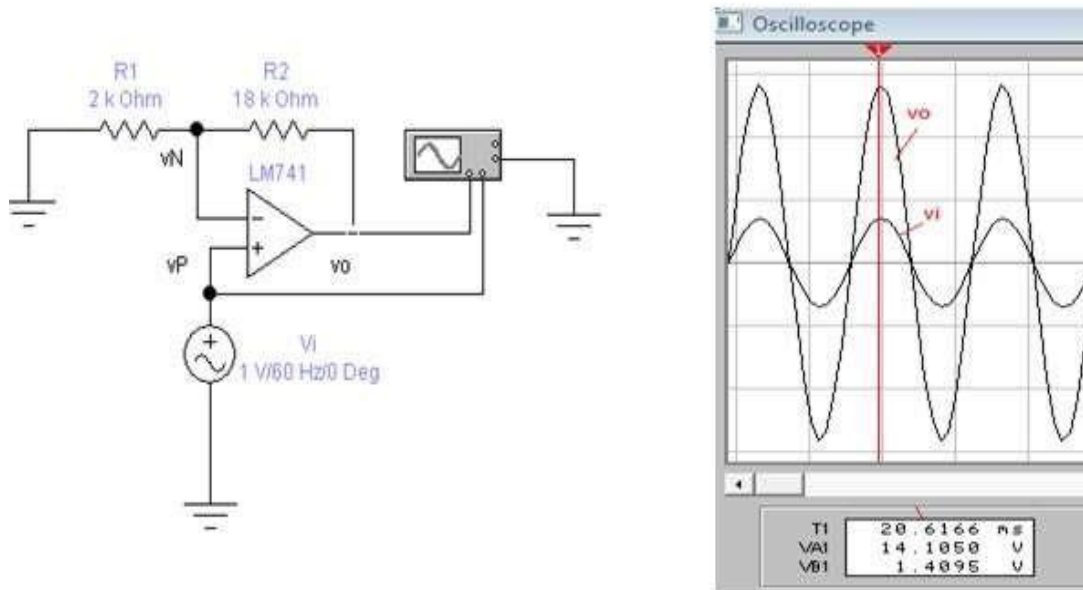 R1
2 k Ohm
R2
18 k Ohm
vN
LM741
vP
vo
Vi
1 V/60 Hz/0 Deg
Oscilloscope
1
vo
vi
T1 20.6166 ms
VA1 14.1050 V
VB1 1.4095 V